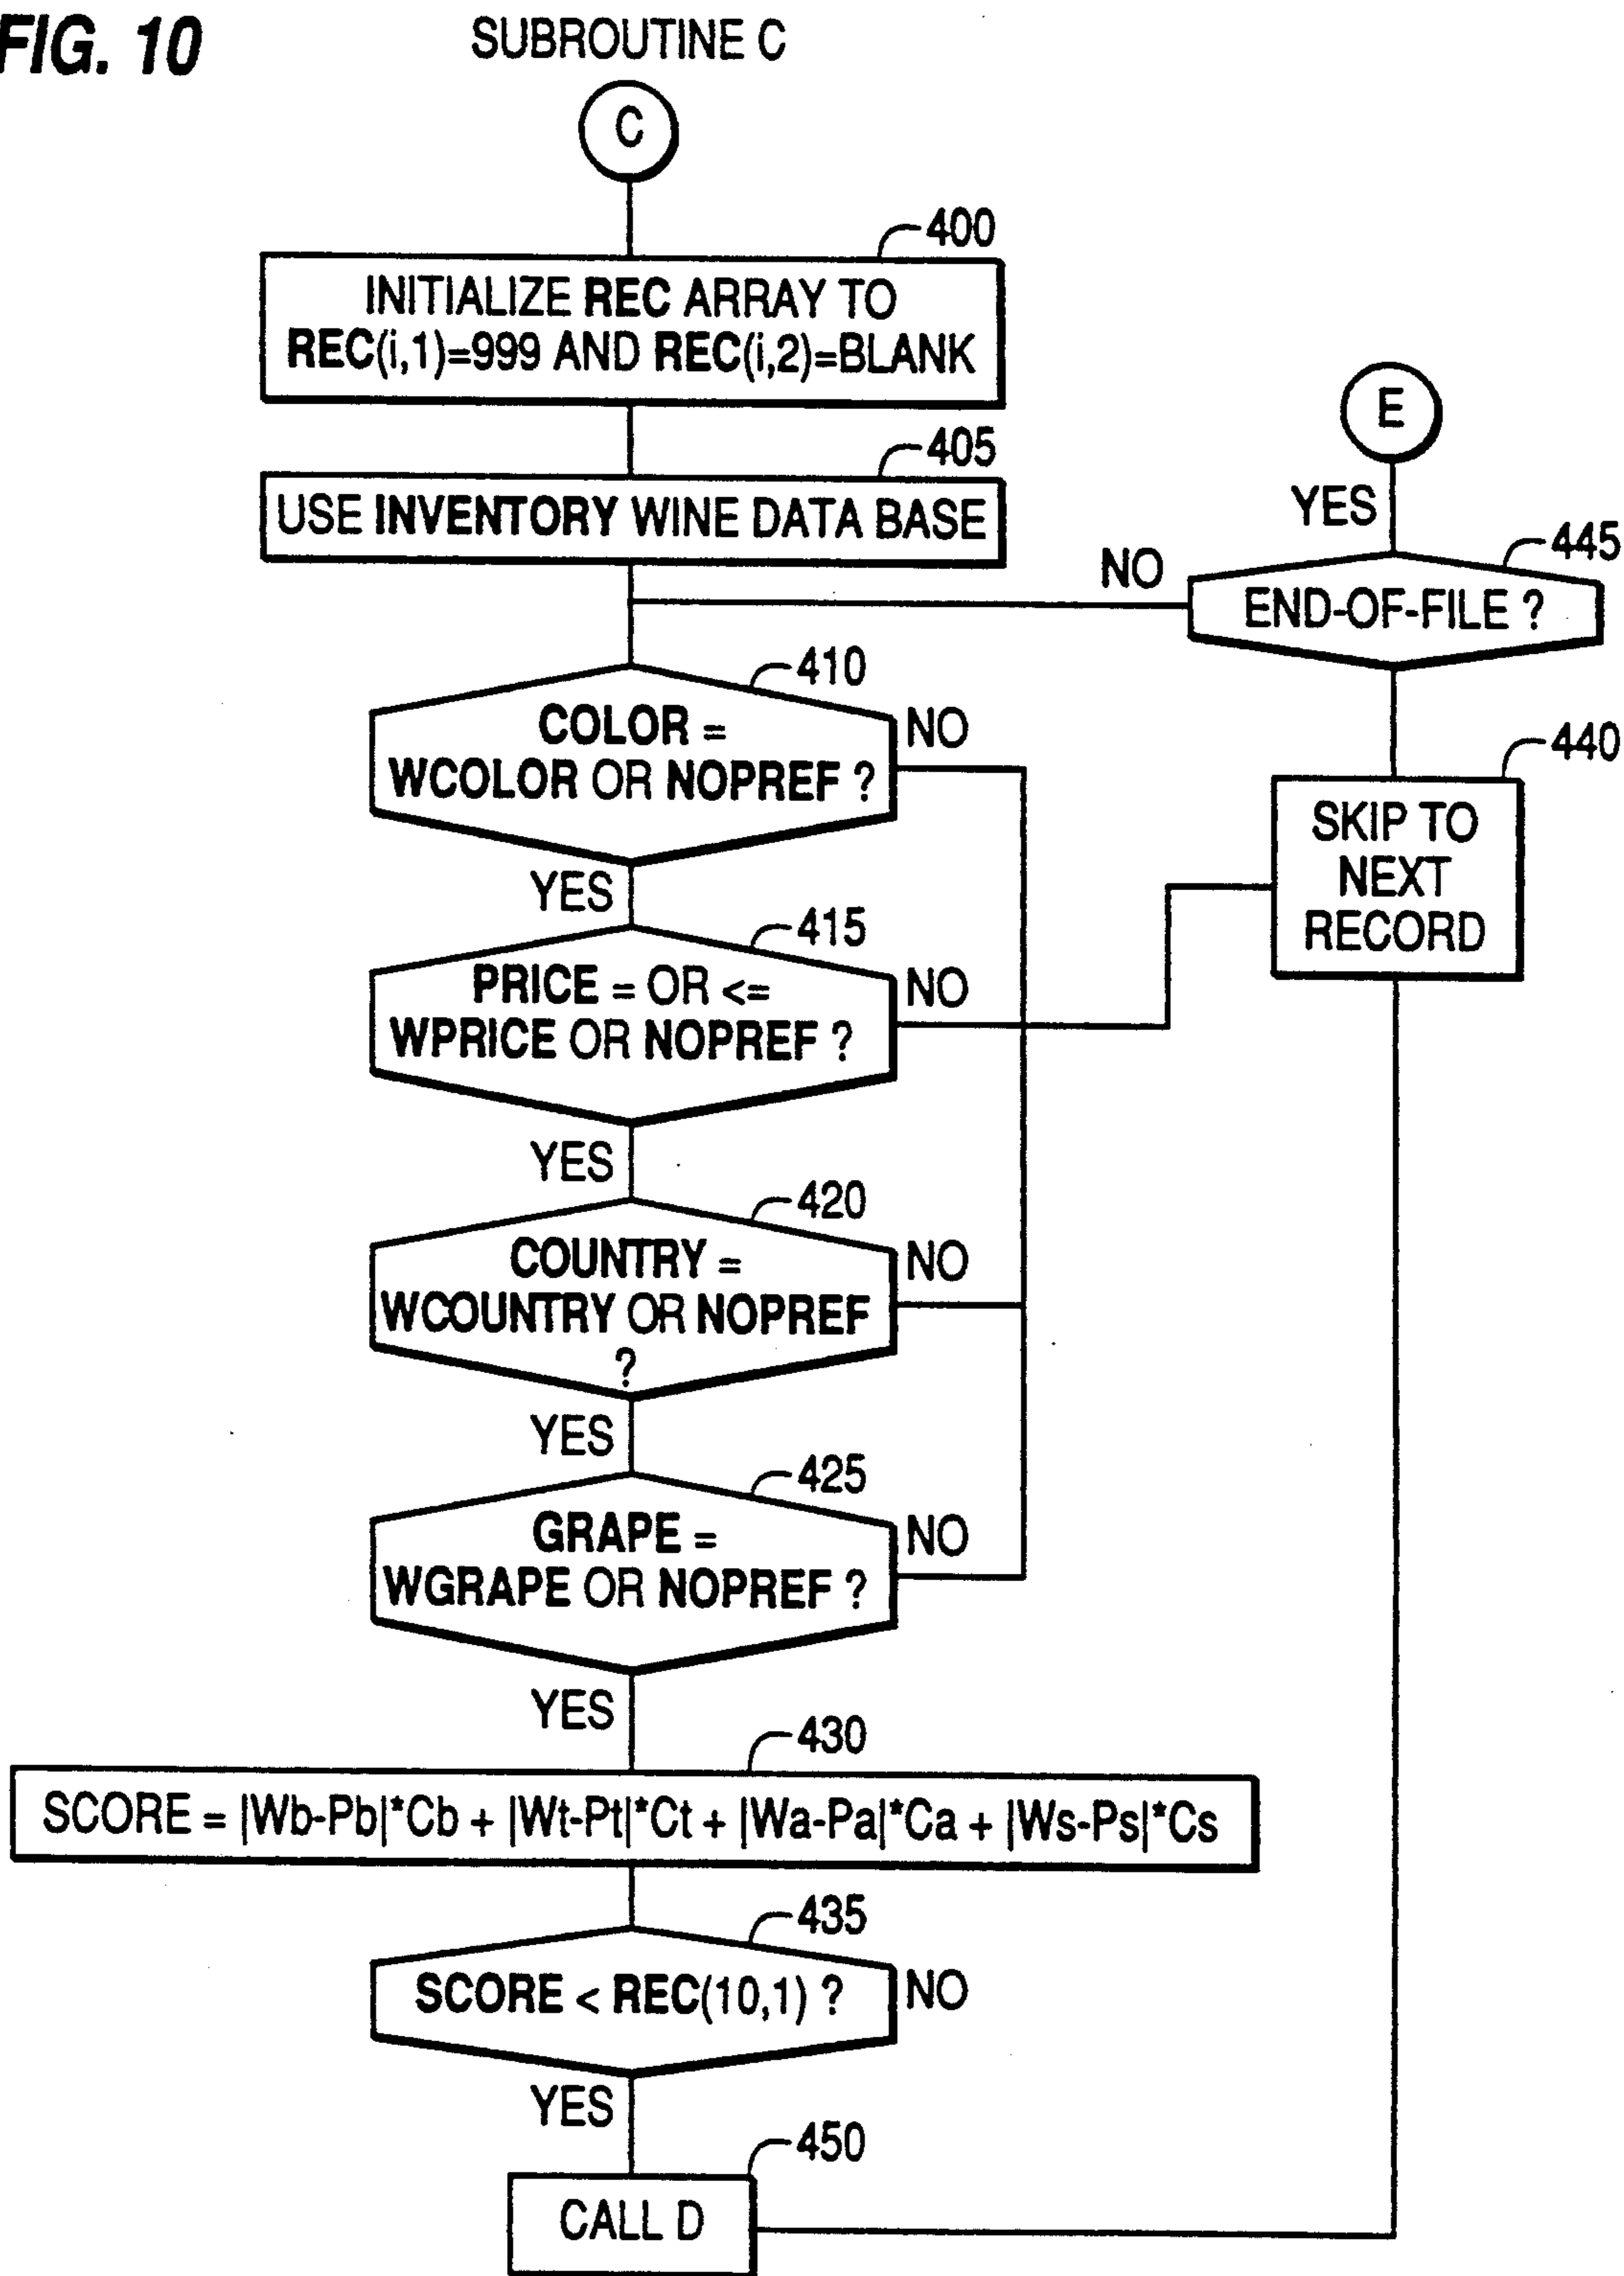 FIG. 10
SUBROUTINE C
C
400
INITIALIZE REC ARRAY TO
REC(i,1)=999 AND REC(i,2)=BLANK
405
USE INVENTORY WINE DATA BASE
E
YES
445
NO
END-OF-FILE ?
410
COLOR =
WCOLOR OR NOPREF ?
NO
YES
440
SKIP TO
NEXT
RECORD
415
PRICE = OR <=
WPRICE OR NOPREF ?
NO
YES
420
COUNTRY =
WCOUNTRY OR NOPREF
?
NO
YES
425
GRAPE =
WGRAPE OR NOPREF ?
NO
YES
430
SCORE = |Wb-Pb|*Cb + |Wt-Pt|*Ct + |Wa-Pa|*Ca + |Ws-Ps|*Cs
435
SCORE < REC(10,1) ?
NO
YES
450
CALL D